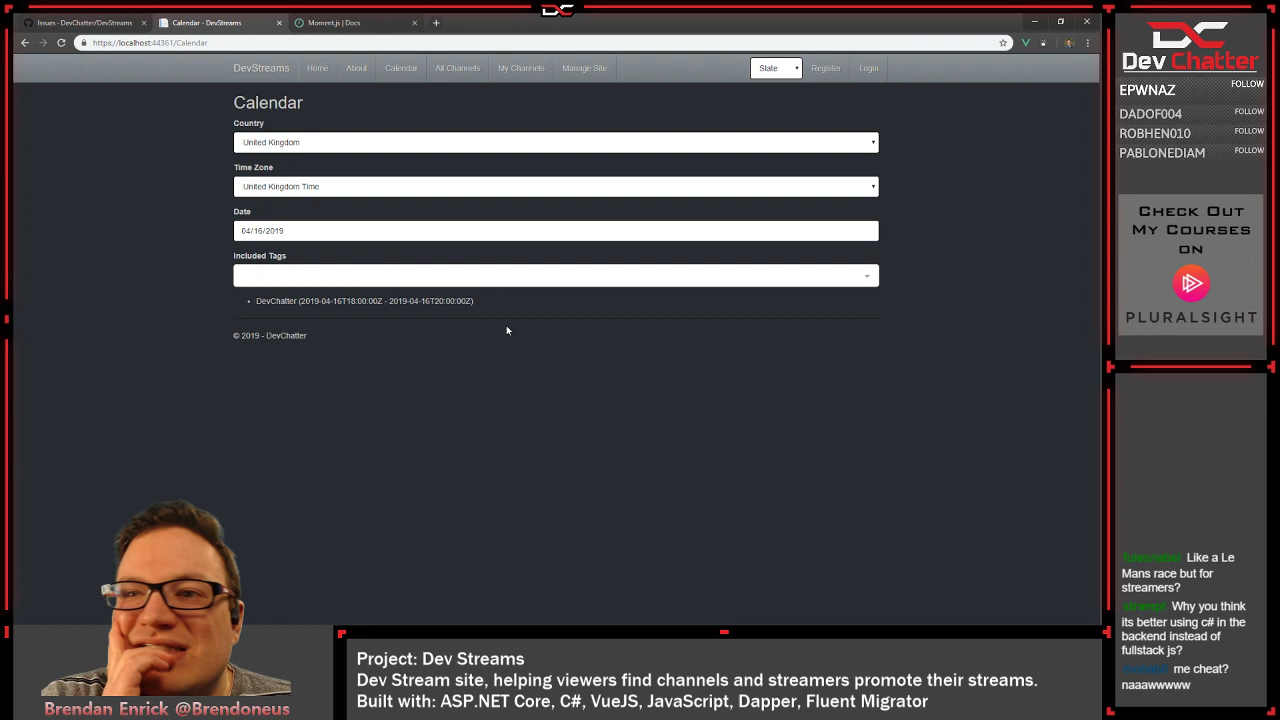 Issues - DevChatter/DevStreams
Calendar - DevStreams
Moment.js | Docs
https://localhost:44361/Calendar
DevStreams Home About Calendar All Channels My Channels Manage Site Slate Register Login
Calendar
Country
United Kingdom
Time Zone
United Kingdom Time
Date
04/16/2019
Included Tags
DevChatter (2019-04-16T18:00:00Z - 2019-04-16T20:00:00Z)
© 2019 - DevChatter
DC
Dev Chatter
EPWNAZ FOLLOW
DADOF004 FOLLOW
ROBHEN010 FOLLOW
PABLONEDIAM FOLLOW
Check Out
My Courses
on
PLURALSIGHT
Like a Le
Mans race but for
streamers?
Why you think
its better using c# in the
backend instead of
fullstack js?
me cheat?
naaawwwww
Brendan Enrick @Brendoneus
Project: Dev Streams
Dev Stream site, helping viewers find channels and streamers promote their streams.
Built with: ASP.NET Core, C#, VueJS, JavaScript, Dapper, Fluent Migrator